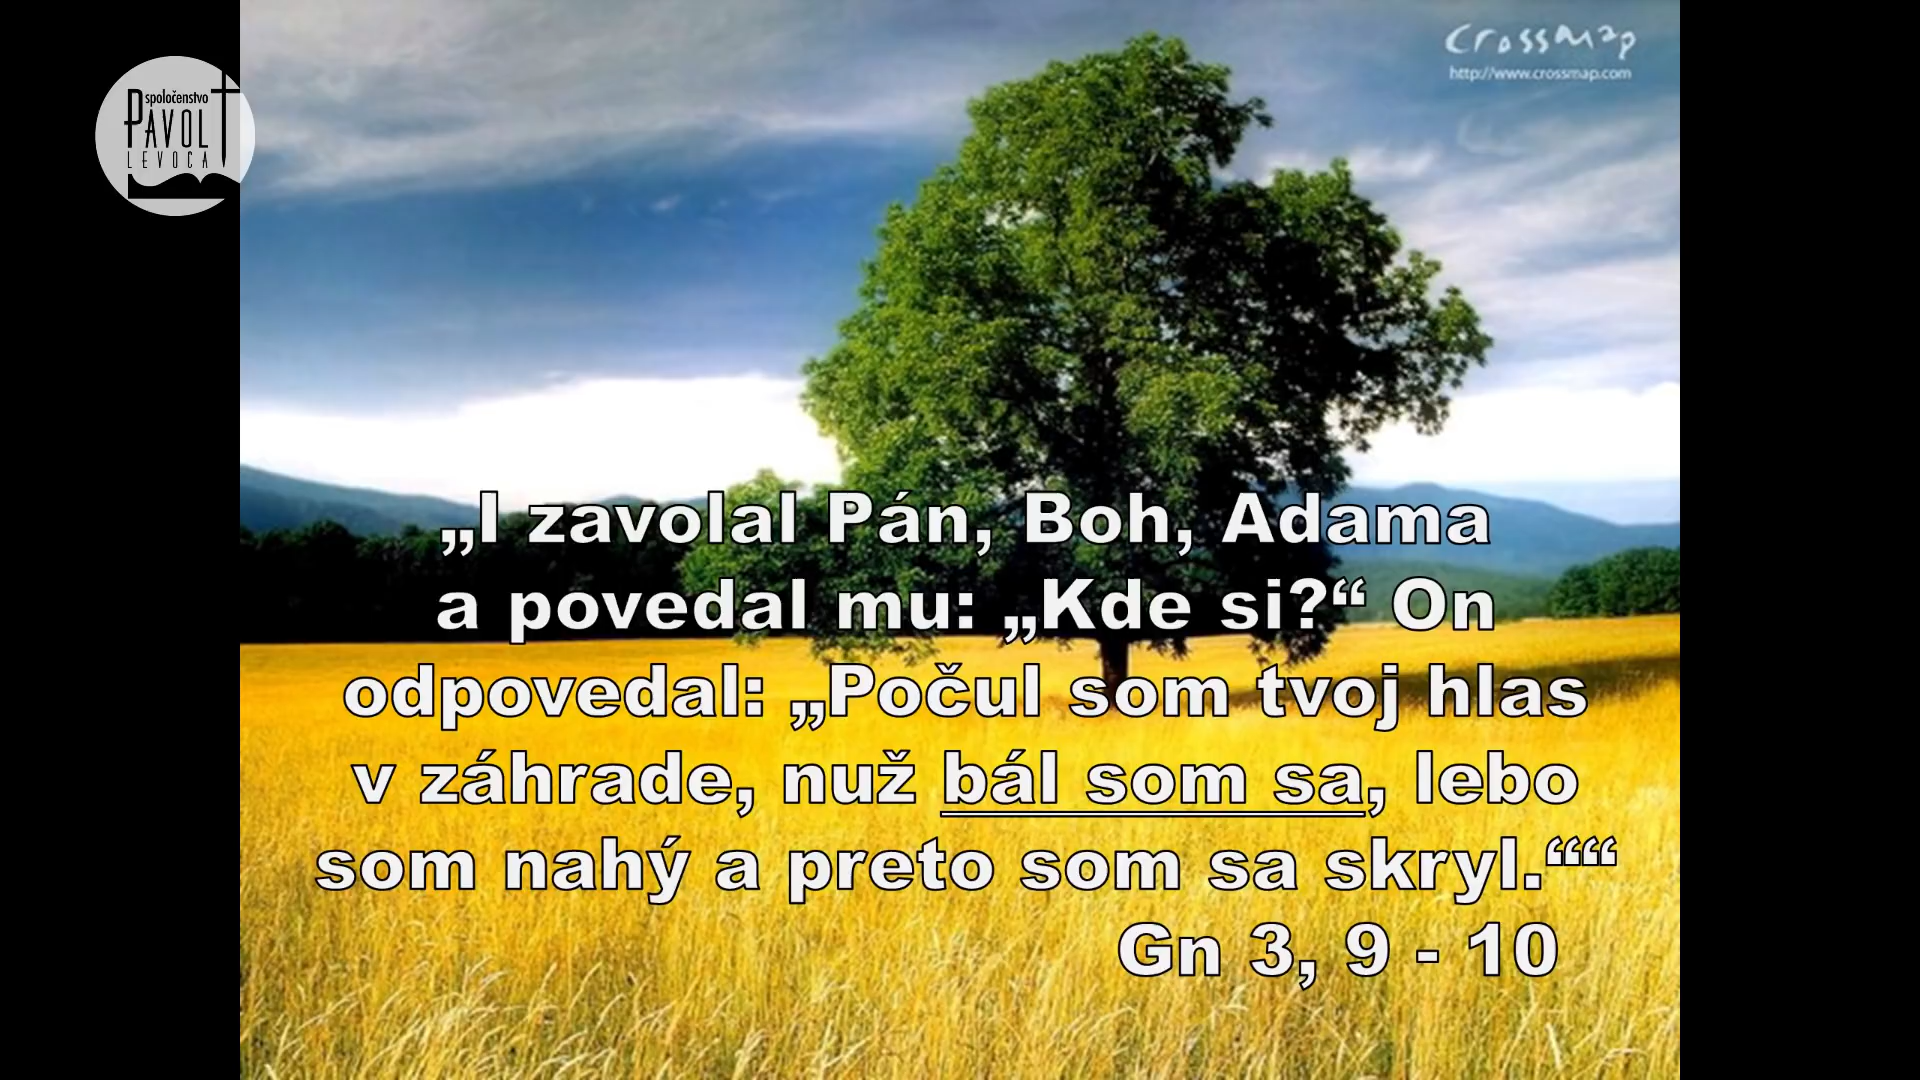 spoločenstvo
PAVOL
LEVOČA
crossmap
http://www.crossmap.com
„I zavolal Pán, Boh, Adama
a povedal mu: „Kde si?“ On
odpovedal: „Počul som tvoj hlas
v záhrade, nuž bál som sa, lebo
som nahý a preto som sa skryl.““
Gn 3, 9 - 10